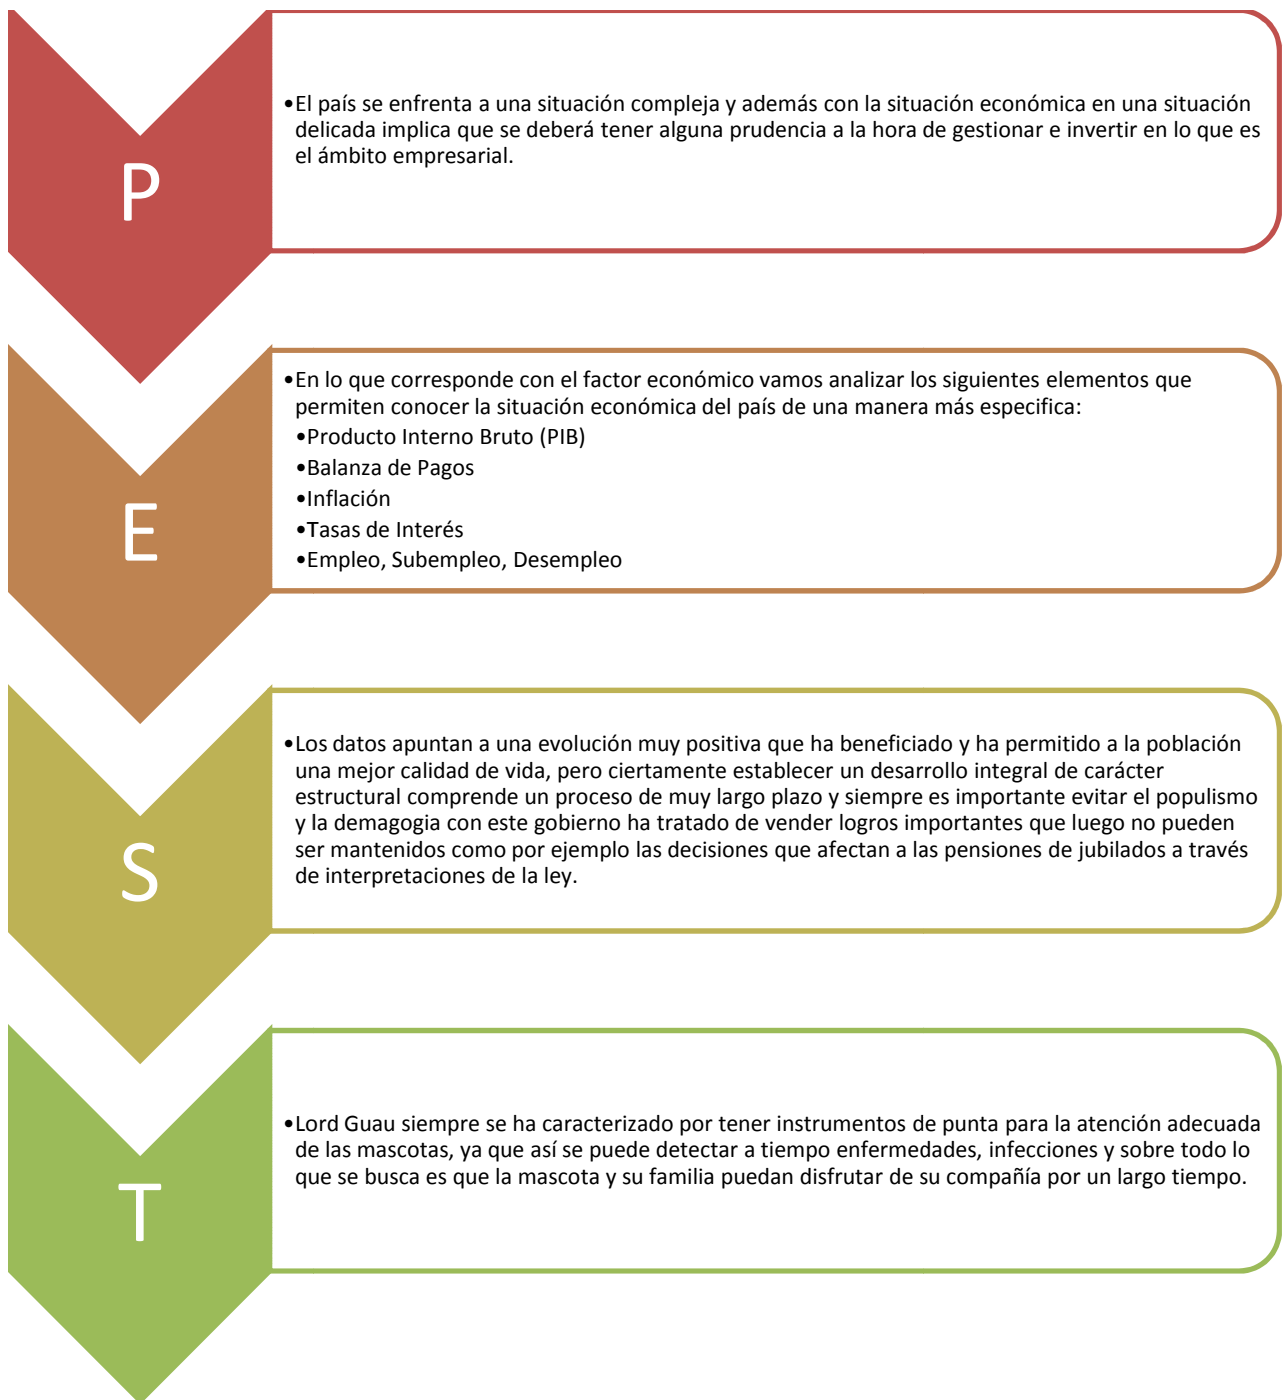 P
•El país se enfrenta a una situación compleja y además con la situación económica en una situación
delicada implica que se deberá tener alguna prudencia a la hora de gestionar e invertir en lo que es
el ámbito empresarial.
E
•En lo que corresponde con el factor económico vamos analizar los siguientes elementos que
permiten conocer la situación económica del país de una manera más especifica:
•Producto Interno Bruto (PIB)
•Balanza de Pagos
•Inflación
•Tasas de Interés
•Empleo, Subempleo, Desempleo
S
•Los datos apuntan a una evolución muy positiva que ha beneficiado y ha permitido a la población
una mejor calidad de vida, pero ciertamente establecer un desarrollo integral de carácter
estructural comprende un proceso de muy largo plazo y siempre es importante evitar el populismo
y la demagogia con este gobierno ha tratado de vender logros importantes que luego no pueden
ser mantenidos como por ejemplo las decisiones que afectan a las pensiones de jubilados a través
de interpretaciones de la ley.
T
•Lord Guau siempre se ha caracterizado por tener instrumentos de punta para la atención adecuada
de las mascotas, ya que así se puede detectar a tiempo enfermedades, infecciones y sobre todo lo
que se busca es que la mascota y su familia puedan disfrutar de su compañía por un largo tiempo.